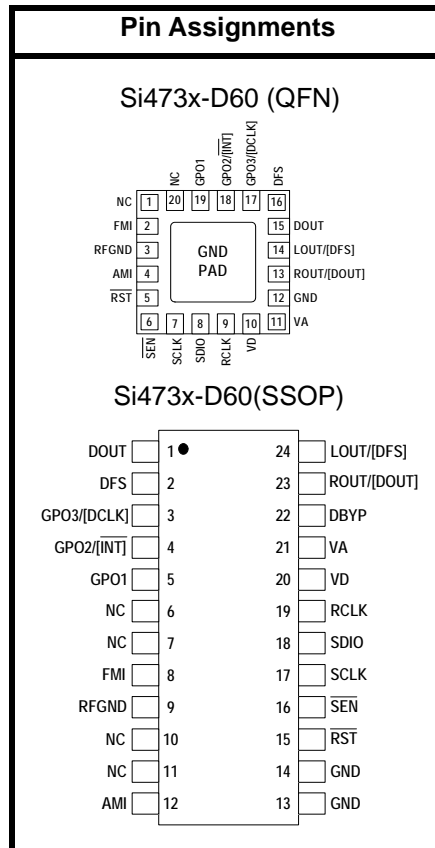 Pin Assignments
Si473x-D60 (QFN)
NC
GPO1
GPO2/[INT]
GPO3/[DCLK]
DFS
NC 1 20 19 18 17 16
FMI 2 15 DOUT
RFGND 3 GND 14 LOUT/[DFS]
AMI 4 PAD 13 ROUT/[DOUT]
RST 5 12 GND
6 7 8 9 10 11 VA
SEN
SCLK
SDIO
RCLK
VD
Si473x-D60(SSOP)
DOUT 1 24 LOUT/[DFS]
DFS 2 23 ROUT/[DOUT]
GPO3/[DCLK] 3 22 DBYP
GPO2/[INT] 4 21 VA
GPO1 5 20 VD
NC 6 19 RCLK
NC 7 18 SDIO
FMI 8 17 SCLK
RFGND 9 16 SEN
NC 10 15 RST
NC 11 14 GND
AMI 12 13 GND